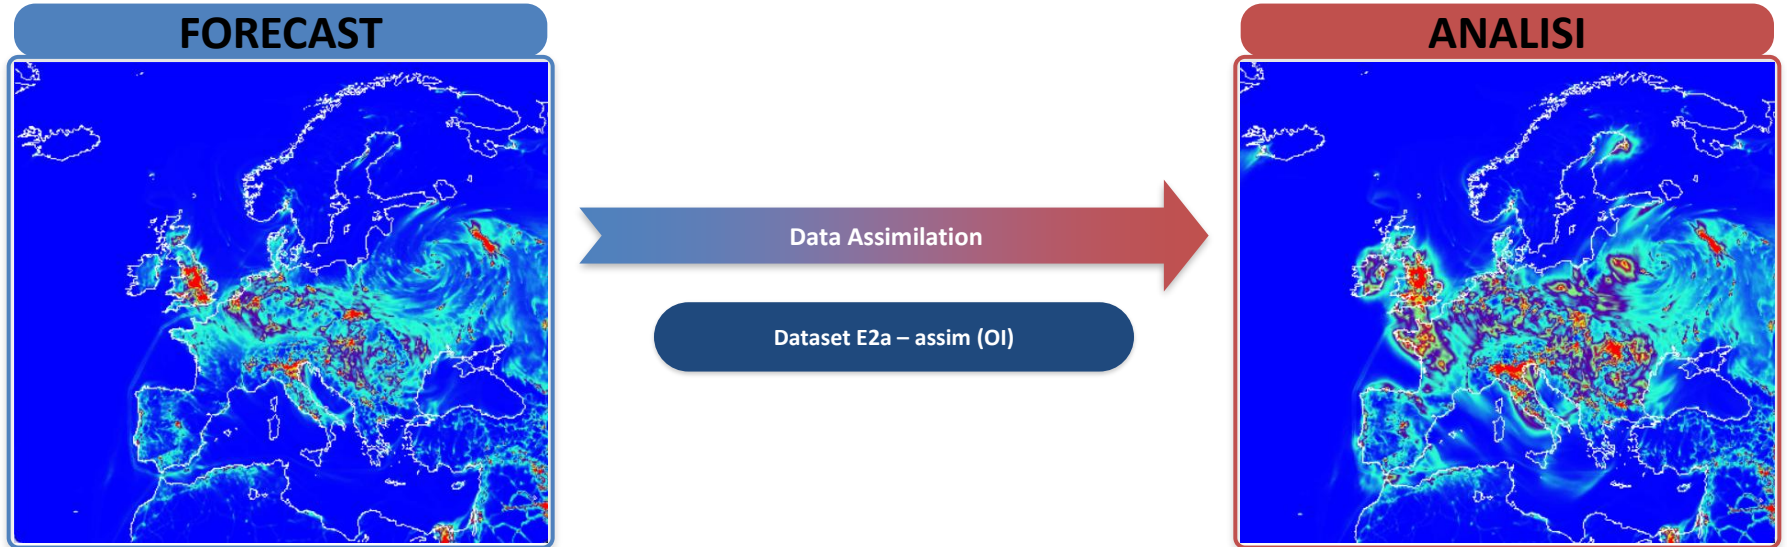 FORECAST
ANALISI
Data Assimilation
Dataset E2a – assim (OI)